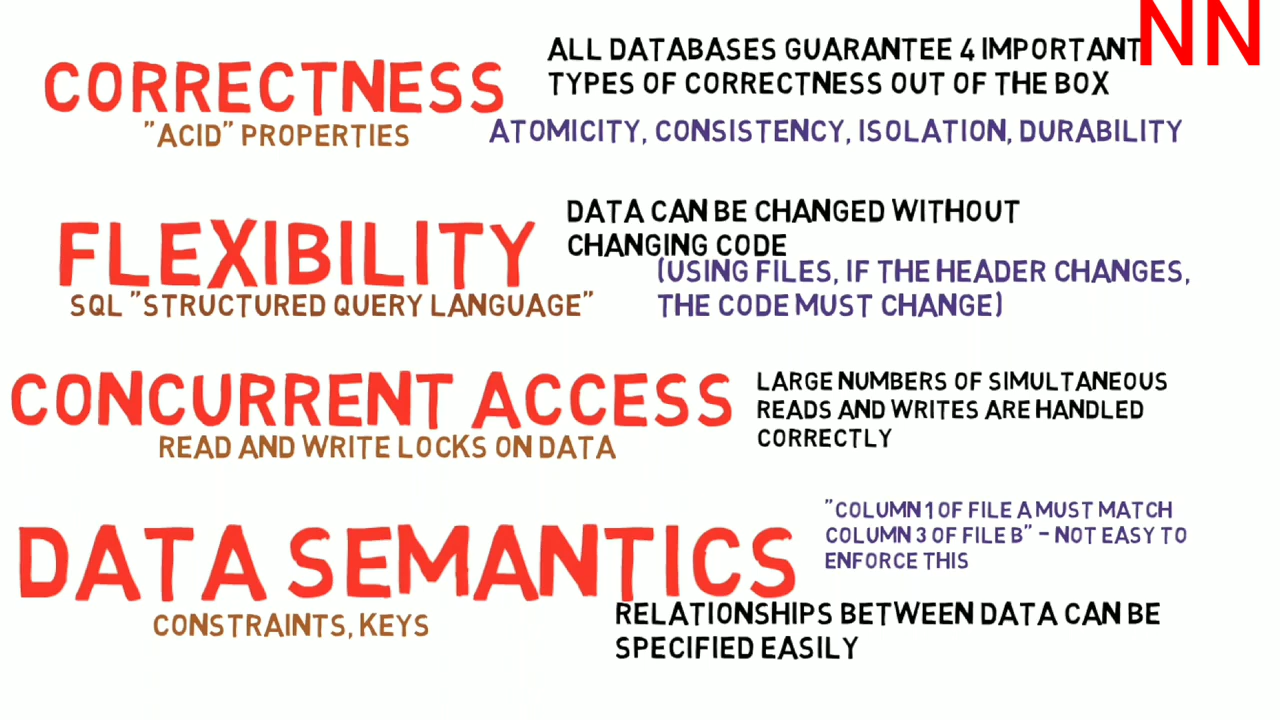 NN
CORRECTNESS
"ACID" PROPERTIES
ALL DATABASES GUARANTEE 4 IMPORTANT
TYPES OF CORRECTNESS OUT OF THE BOX
ATOMICITY, CONSISTENCY, ISOLATION, DURABILITY
FLEXIBILITY
SQL "STRUCTURED QUERY LANGUAGE"
DATA CAN BE CHANGED WITHOUT
CHANGING CODE
(USING FILES, IF THE HEADER CHANGES,
THE CODE MUST CHANGE)
CONCURRENT ACCESS
READ AND WRITE LOCKS ON DATA
LARGE NUMBERS OF SIMULTANEOUS
READS AND WRITES ARE HANDLED
CORRECTLY
DATA SEMANTICS
CONSTRAINTS, KEYS
"COLUMN 1 OF FILE A MUST MATCH
COLUMN 3 OF FILE B" - NOT EASY TO
ENFORCE THIS
RELATIONSHIPS BETWEEN DATA CAN BE
SPECIFIED EASILY